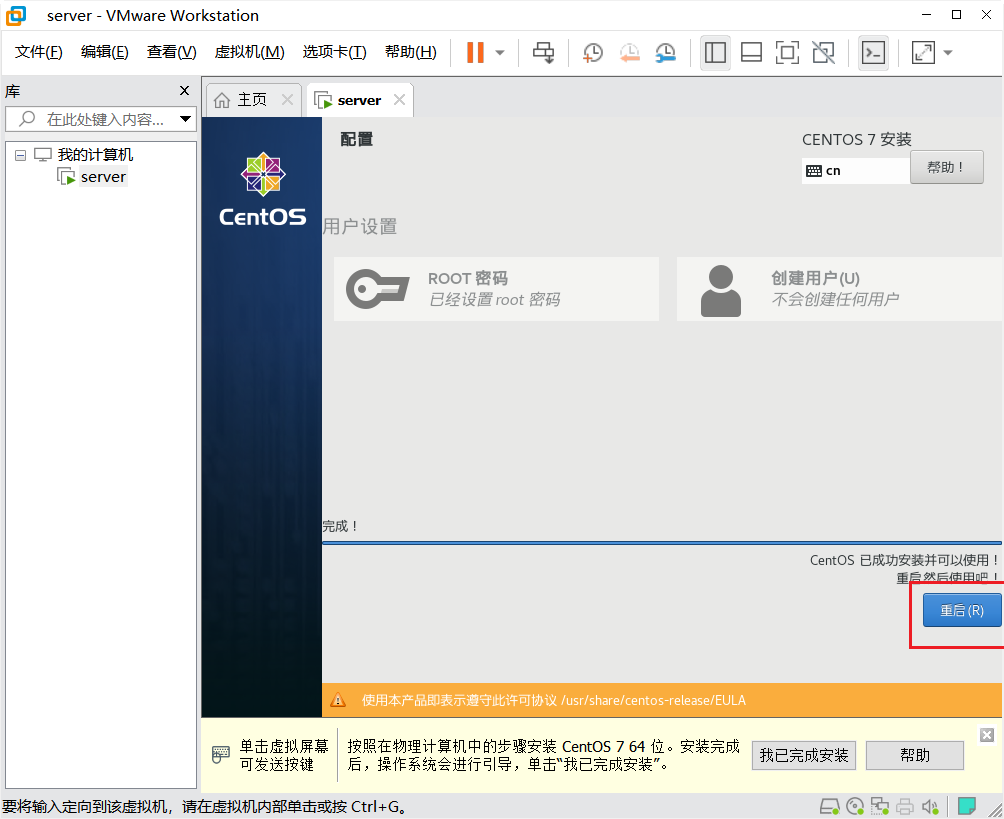 server - VMware Workstation
文件(F) 编辑(E) 查看(V) 虚拟机(M) 选项卡(T) 帮助(H)
库
在此处键入内容...
我的计算机
server
主页
server
CentOS
配置
CENTOS 7 安装
cn
帮助！
用户设置
ROOT 密码
已经设置 root 密码
创建用户(U)
不会创建任何用户
完成！
CentOS 已成功安装并可以使用！
重启然后使用吧！
重启(R)
使用本产品即表示遵守此许可协议 /usr/share/centos-release/EULA
单击虚拟屏幕
可发送按键
按照在物理计算机中的步骤安装 CentOS 7 64 位。安装完成
后，操作系统会进行引导，单击“我已完成安装”。
我已完成安装
帮助
要将输入定向到该虚拟机，请在虚拟机内部单击或按 Ctrl+G。